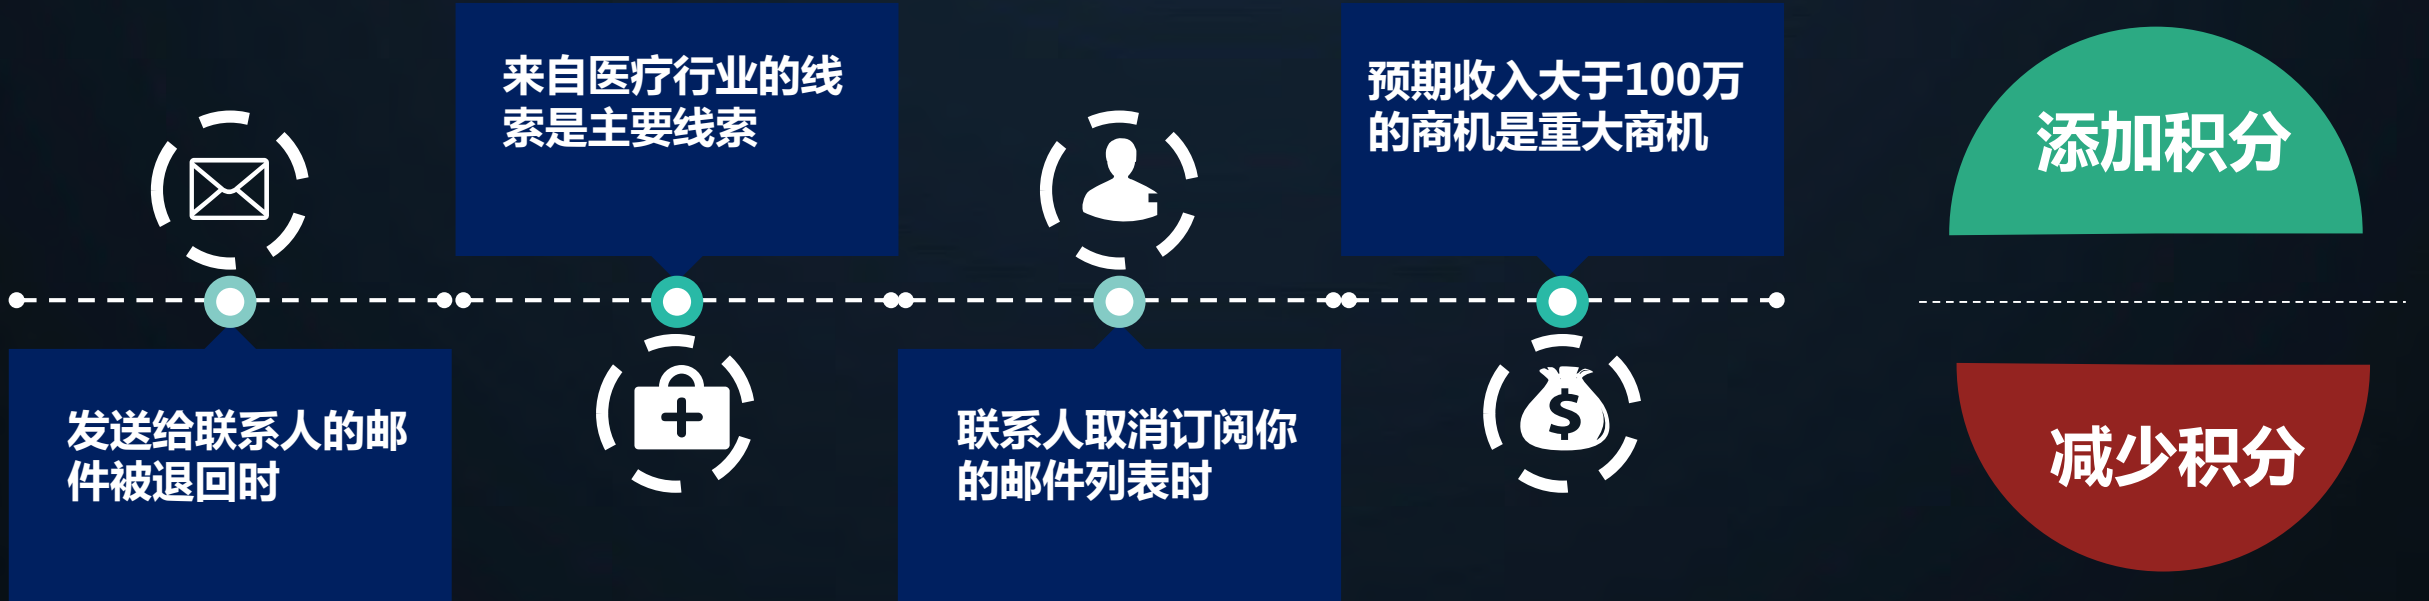 来自医疗行业的线
索是主要线索
预期收入大于100万
的商机是重大商机
添加积分
发送给联系人的邮
件被退回时
联系人取消订阅你
的邮件列表时
减少积分